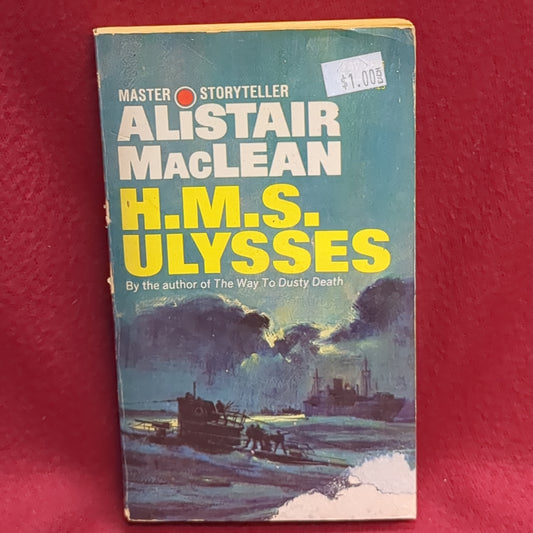 MASTER STORYTELLER
ALiSTAIR
MACLEAN
H.M.S.
ULYSSES
By the author of The Way To Dusty Death
$1.00